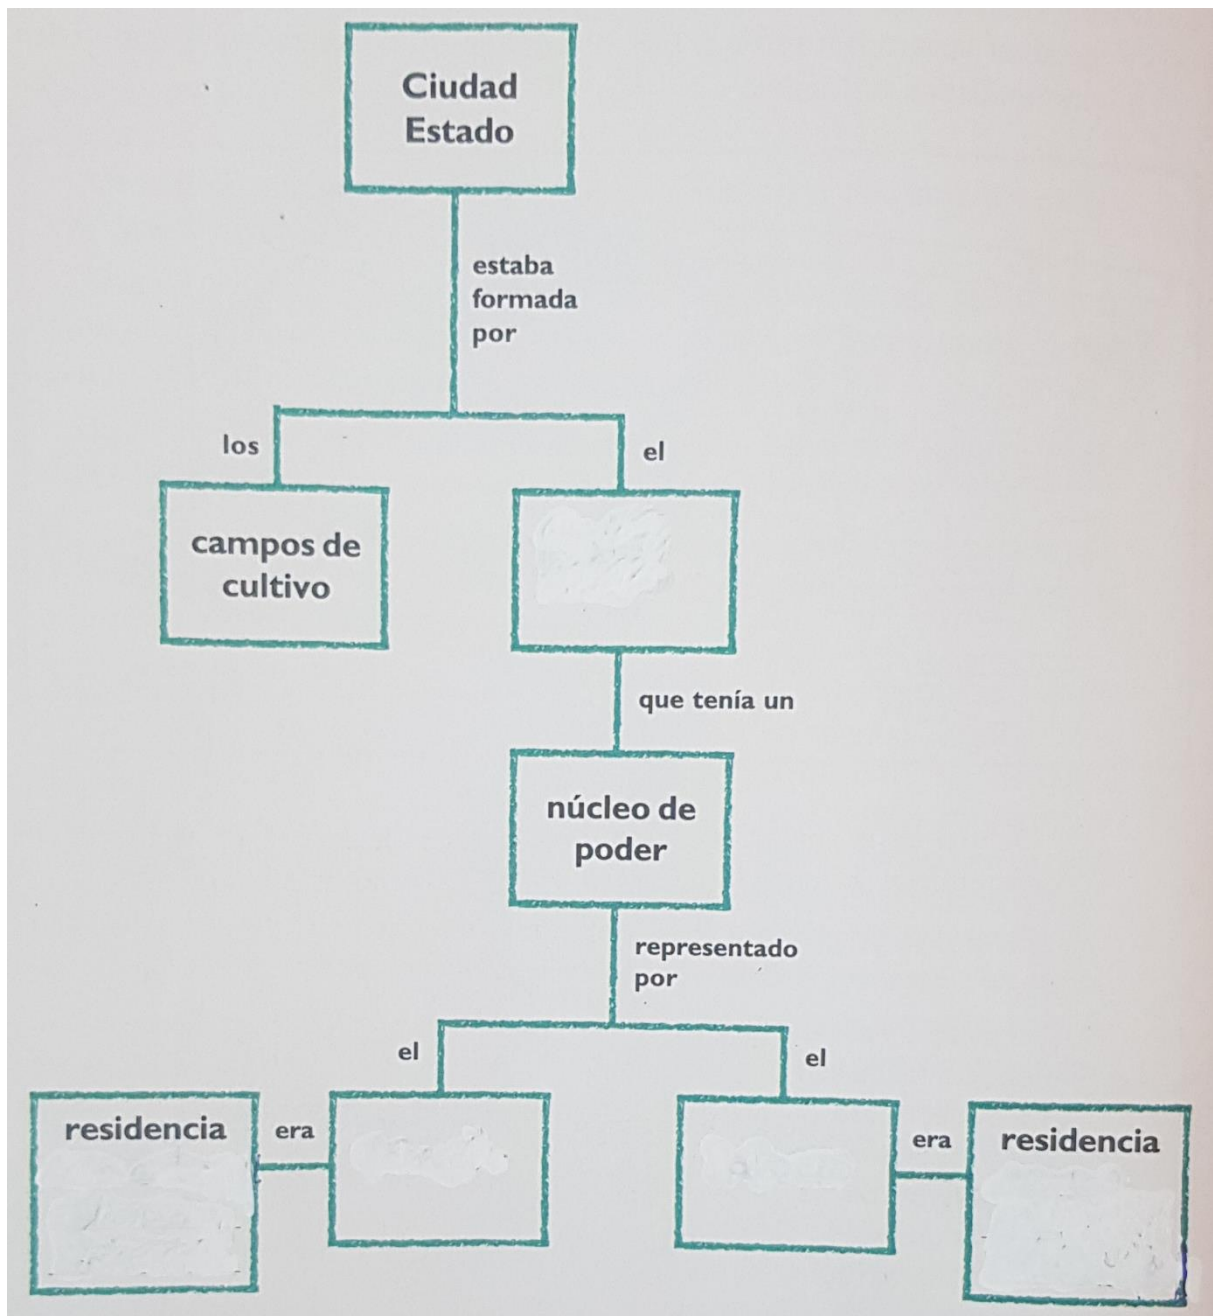 Ciudad
Estado
estaba
formada
por
los
el
campos de
cultivo
que tenía un
núcleo de
poder
representado
por
el
el
residencia
era
era
residencia